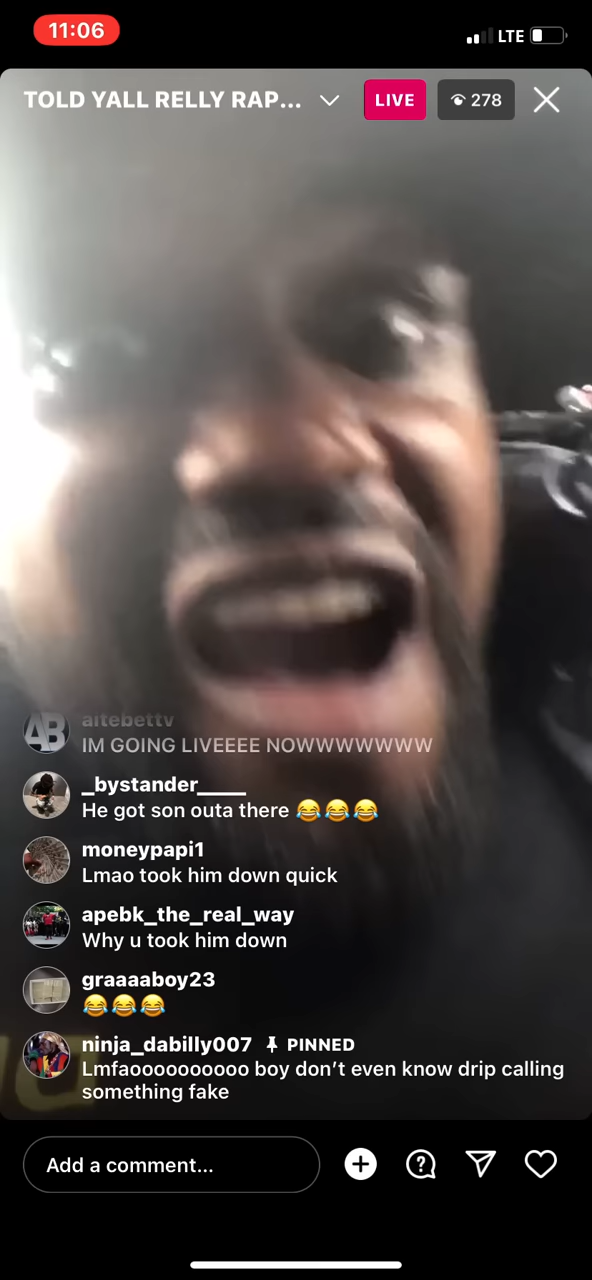 11:06
LTE
TOLD YALL RELLY RAP...
LIVE
278
aitebettv
IM GOING LIVEEEE NOWWWWWWW
_bystander____
He got son outa there 😂😂😂
moneypapi1
Lmao took him down quick
apebk_the_real_way
Why u took him down
graaaaboy23
😂😂😂
ninja_dabilly007 PINNED
Lmfaoooooooooo boy don’t even know drip calling
something fake
Add a comment...